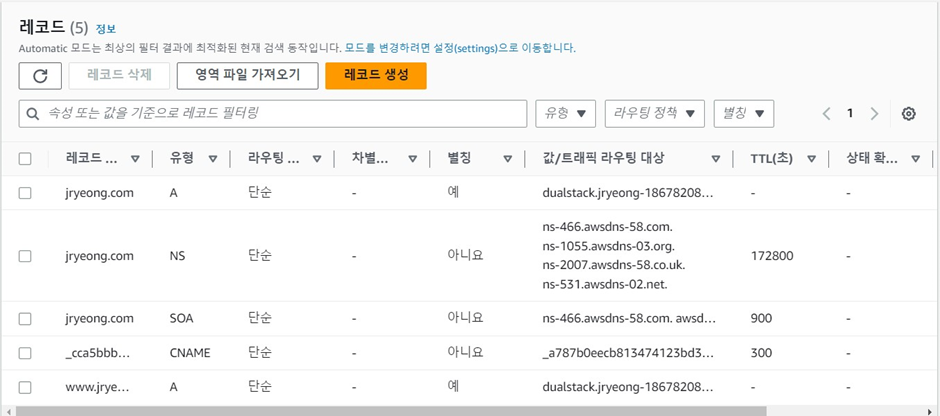 레코드 (5) 정보
Automatic 모드는 최상의 필터 결과에 최적화된 현재 검색 동작입니다. 모드를 변경하려면 설정(settings)으로 이동합니다.
레코드 삭제 영역 파일 가져오기 레코드 생성
속성 또는 값을 기준으로 레코드 필터링 유형 라우팅 정책 별칭 1
레코드 ... 유형 라우팅 ... 차별... 별칭 값/트래픽 라우팅 대상 TTL(초) 상태 확...
jryeong.com A 단순 - 예 dualstack.jryeong-18678208... - -
jryeong.com NS 단순 - 아니요 ns-466.awsdns-58.com.
ns-1055.awsdns-03.org.
ns-2007.awsdns-58.co.uk.
ns-531.awsdns-02.net. 172800 -
jryeong.com SOA 단순 - 아니요 ns-466.awsdns-58.com. awsd... 900 -
_cca5bbb... CNAME 단순 - 아니요 _a787b0eecb813474123bd3... 300 -
www.jrye... A 단순 - 예 dualstack.jryeong-18678208... - -